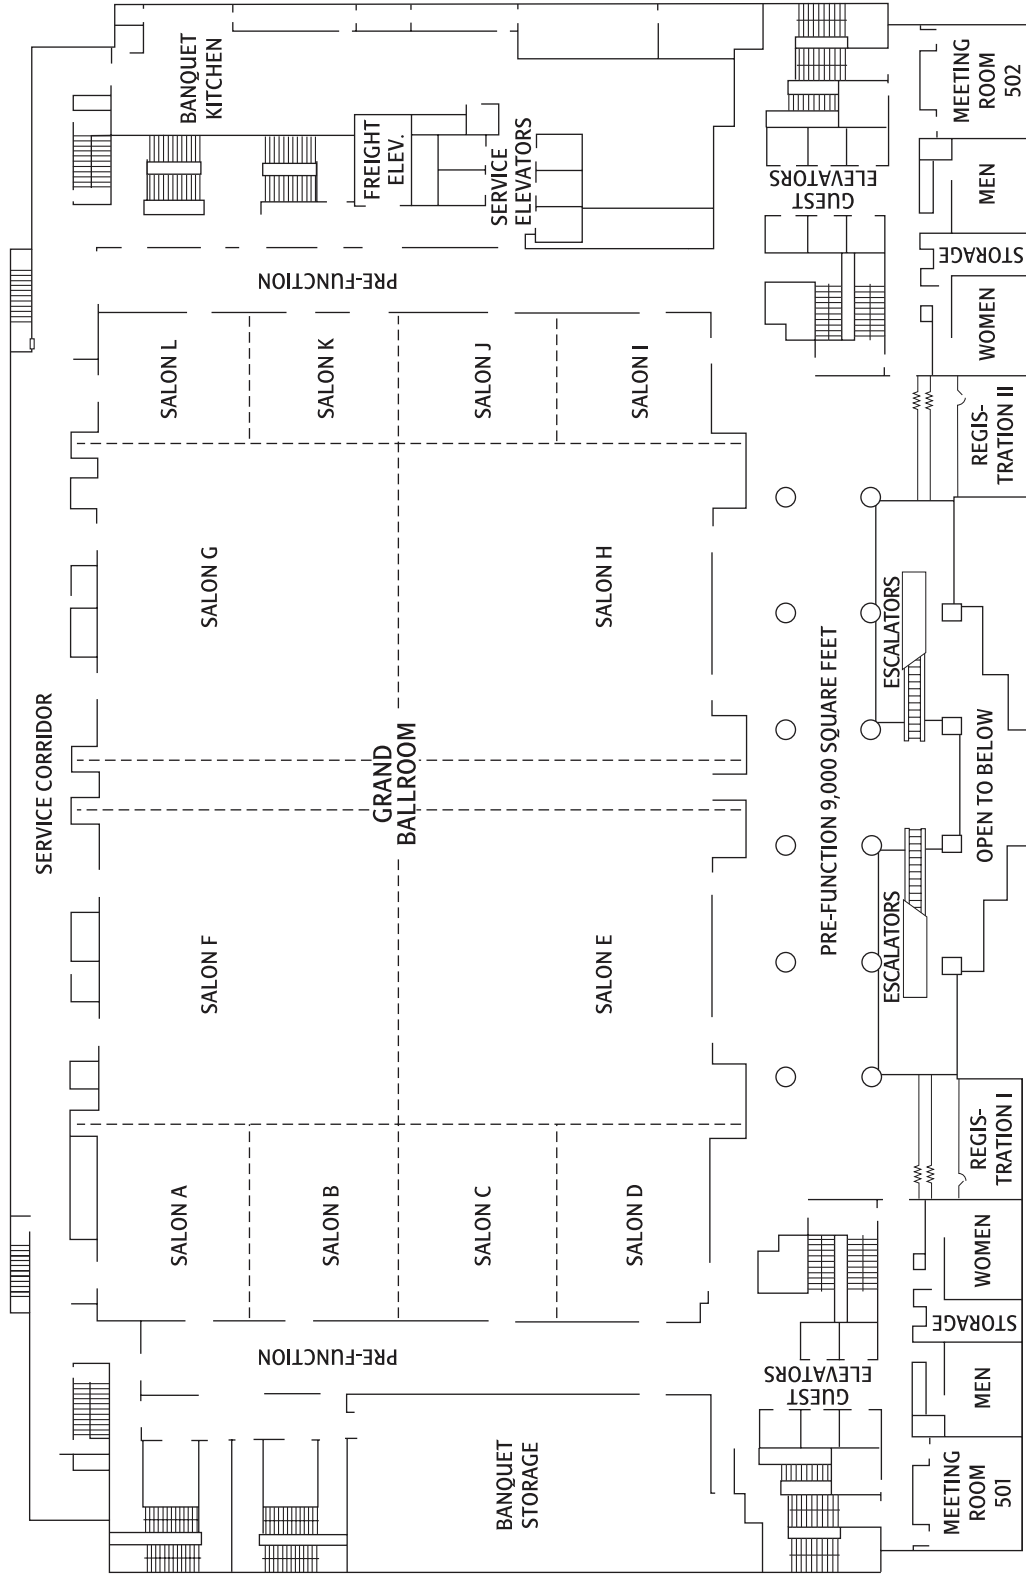 BANQUET
KITCHEN
FREIGHT
ELEV.
SERVICE
ELEVATORS
GUEST
ELEVATORS
MEETING
ROOM
502
MEN
STORAGE
WOMEN
REGIS-
TRATION II
PRE-FUNCTION
SALON L
SALON K
SALON J
SALON I
SALON G
SALON H
SERVICE CORRIDOR
GRAND
BALLROOM
PRE-FUNCTION 9,000 SQUARE FEET
ESCALATORS
OPEN TO BELOW
ESCALATORS
SALON F
SALON E
SALON A
SALON B
SALON C
SALON D
REGIS-
TRATION I
WOMEN
STORAGE
MEN
MEETING
ROOM
501
GUEST
ELEVATORS
PRE-FUNCTION
BANQUET
STORAGE